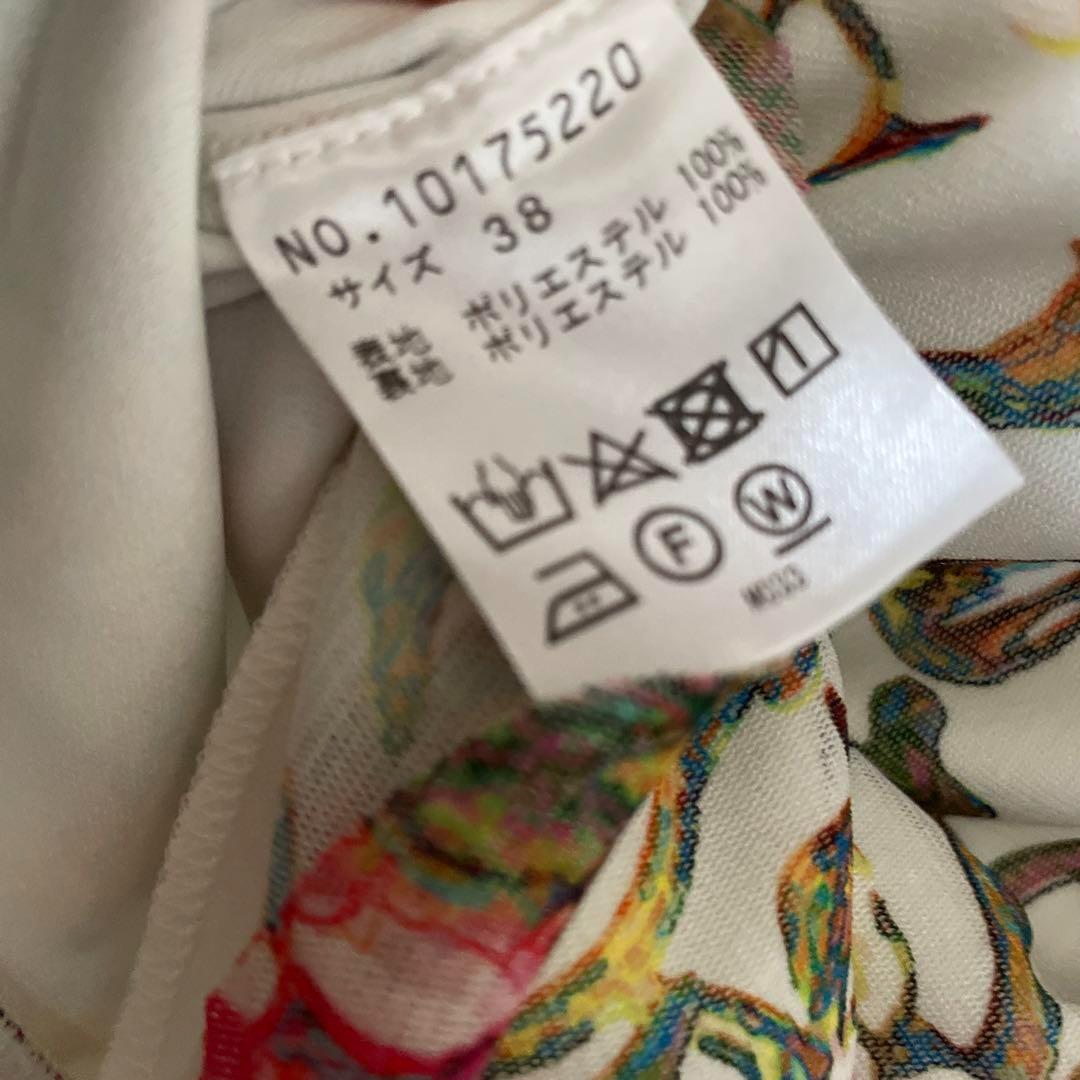 NO.10175220
サイズ 38
表地 ポリエステル 100%
裏地 ポリエステル 100%
F W